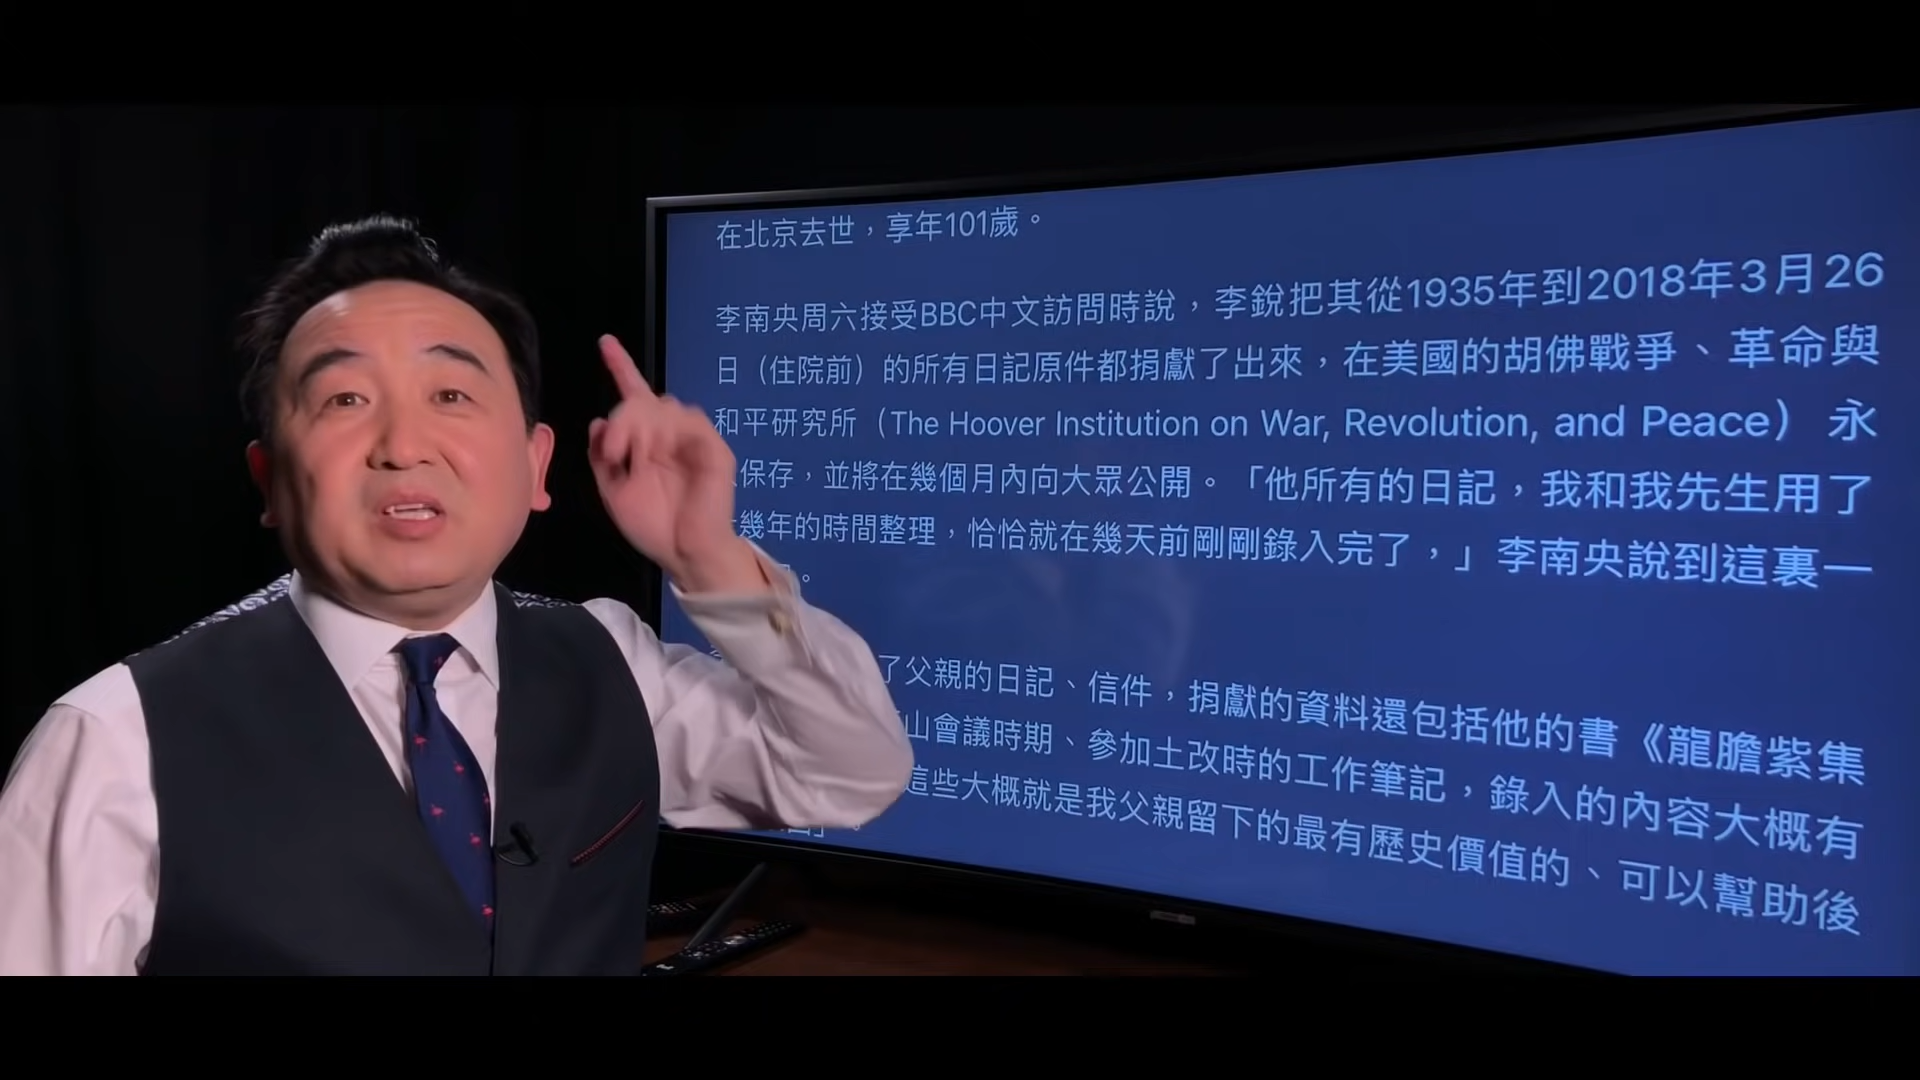 在北京去世，享年101歲。
李南央周六接受BBC中文訪問時說，李銳把其從1935年到2018年3月26
日（住院前）的所有日記原件都捐獻了出來，在美國的胡佛戰爭、革命與
和平研究所（The Hoover Institution on War, Revolution, and Peace） 永
保存，並將在幾個月內向大眾公開。「他所有的日記，我和我先生用了
幾年的時間整理，恰恰就在幾天前剛剛錄入完了，」李南央說到這裏一
。
了父親的日記、信件，捐獻的資料還包括他的書《龍膽紫集
山會議時期、參加土改時的工作筆記，錄入的內容大概有
這些大概就是我父親留下的最有歷史價值的、可以幫助後
」。